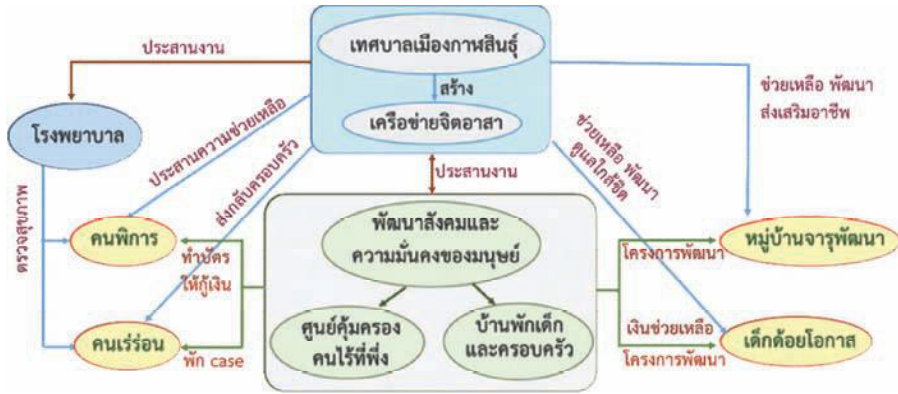 เทศบาลเมืองกาฬสินธุ์
ประสานงาน
สร้าง
ช่วยเหลือ พัฒนา
ส่งเสริมอาชีพ
เครือข่ายจิตอาสา
โรงพยาบาล
ประสานความช่วยเหลือ
ส่งกลับครอบครัว
ช่วยเหลือ พัฒนา
ดูแลใกล้ชิด
ประสานงาน
ตรวจสุขภาพ
คนพิการ
ทำบัตร
ให้กู้เงิน
พัฒนาสังคมและ
ความมั่นคงของมนุษย์
โครงการพัฒนา
หมู่บ้านจารุพัฒนา
คนเร่ร่อน
พัก case
ศูนย์คุ้มครอง
คนไร้ที่พึ่ง
บ้านพักเด็ก
และครอบครัว
เงินช่วยเหลือ
โครงการพัฒนา
เด็กด้อยโอกาส